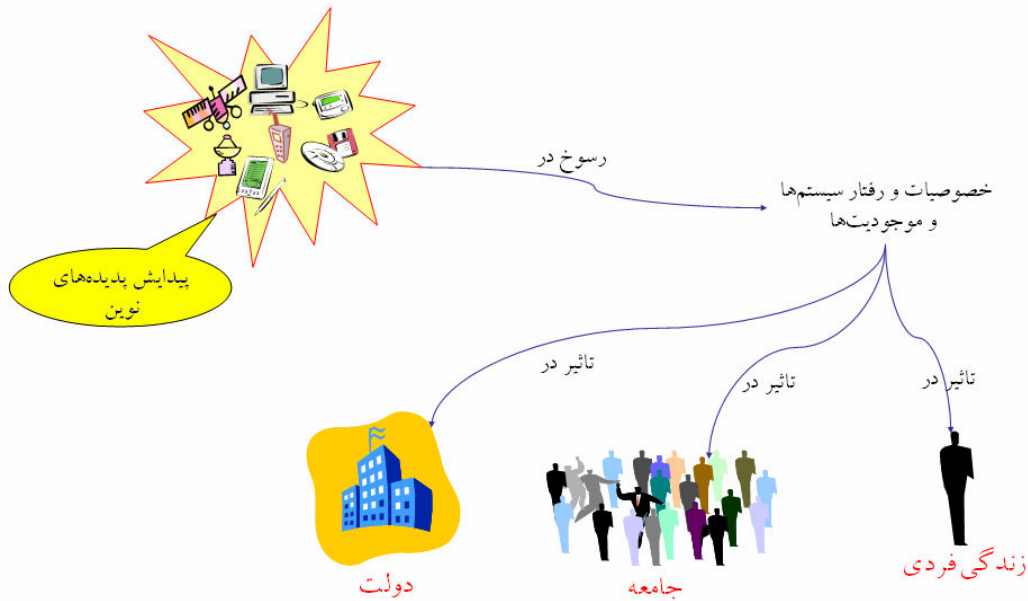 رسوخ در
خصوصیات و رفتار سیستم‌ها
و موجودیت‌ها
پیدایش پدیده‌های
نوین
تاثیر در
تاثیر در
تاثیر در
زندگی فردی
جامعه
دولت